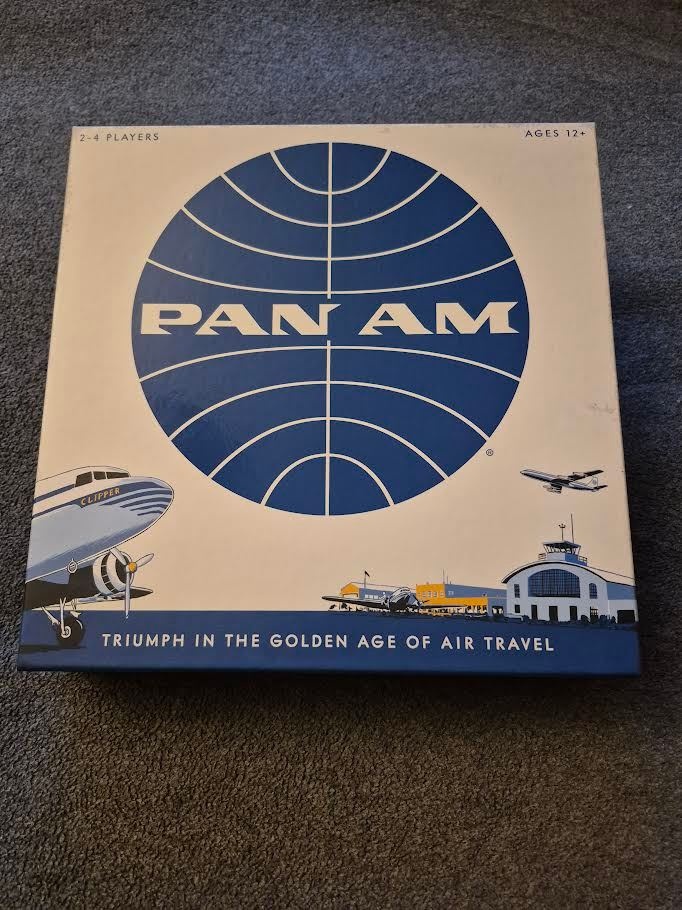 2-4 PLAYERS
AGES 12+
PAN AM
®
CLIPPER
TRIUMPH IN THE GOLDEN AGE OF AIR TRAVEL